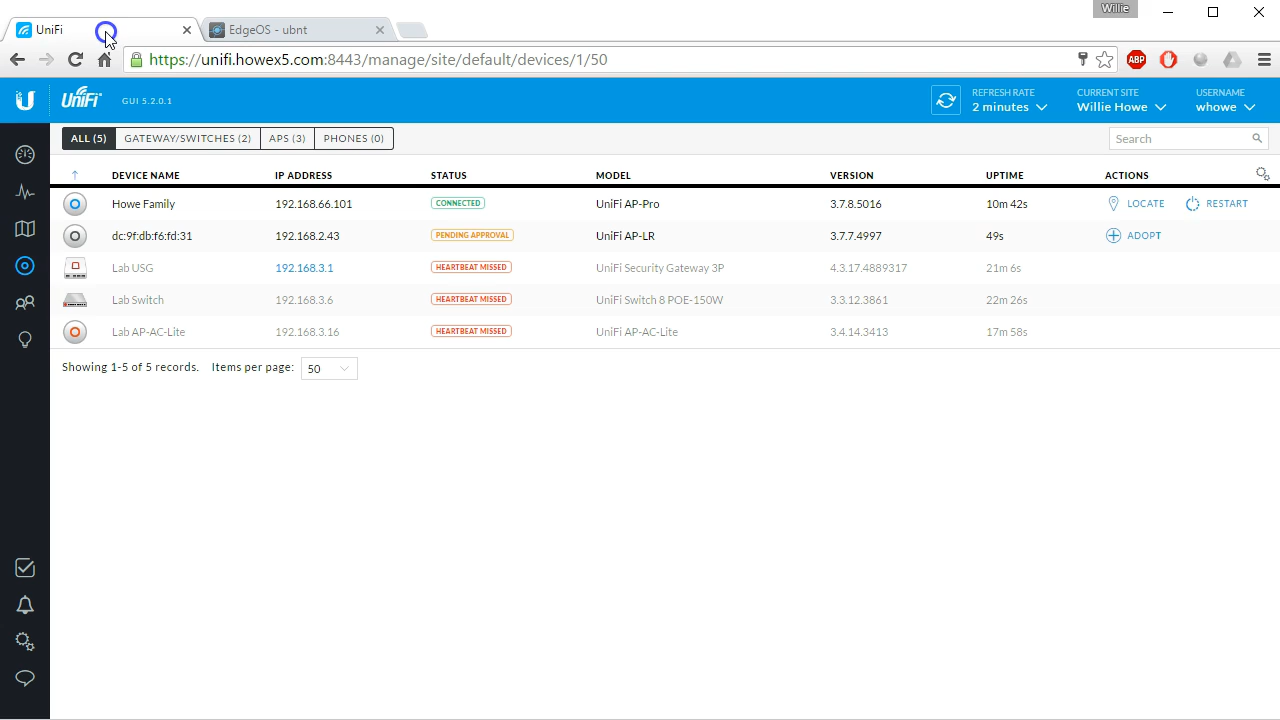 Willie
UniFi
EdgeOS - ubnt
https://unifi.howex5.com:8443/manage/site/default/devices/1/50
ABP
UniFi GUI 5.2.0.1 REFRESH RATE CURRENT SITE USERNAME
2 minutes Willie Howe whowe
ALL (5) GATEWAY/SWITCHES (2) APS (3) PHONES (0) Search
DEVICE NAME IP ADDRESS STATUS MODEL VERSION UPTIME ACTIONS
Howe Family 192.168.66.101 CONNECTED UniFi AP-Pro 3.7.8.5016 10m 42s LOCATE RESTART
dc:9f:db:f6:fd:31 192.168.2.43 PENDING APPROVAL UniFi AP-LR 3.7.7.4997 49s ADOPT
Lab USG 192.168.3.1 HEARTBEAT MISSED UniFi Security Gateway 3P 4.3.17.4889317 21m 6s
Lab Switch 192.168.3.6 HEARTBEAT MISSED UniFi Switch 8 POE-150W 3.3.12.3861 22m 26s
Lab AP-AC-Lite 192.168.3.16 HEARTBEAT MISSED UniFi AP-AC-Lite 3.4.14.3413 17m 58s
Showing 1-5 of 5 records. Items per page: 50